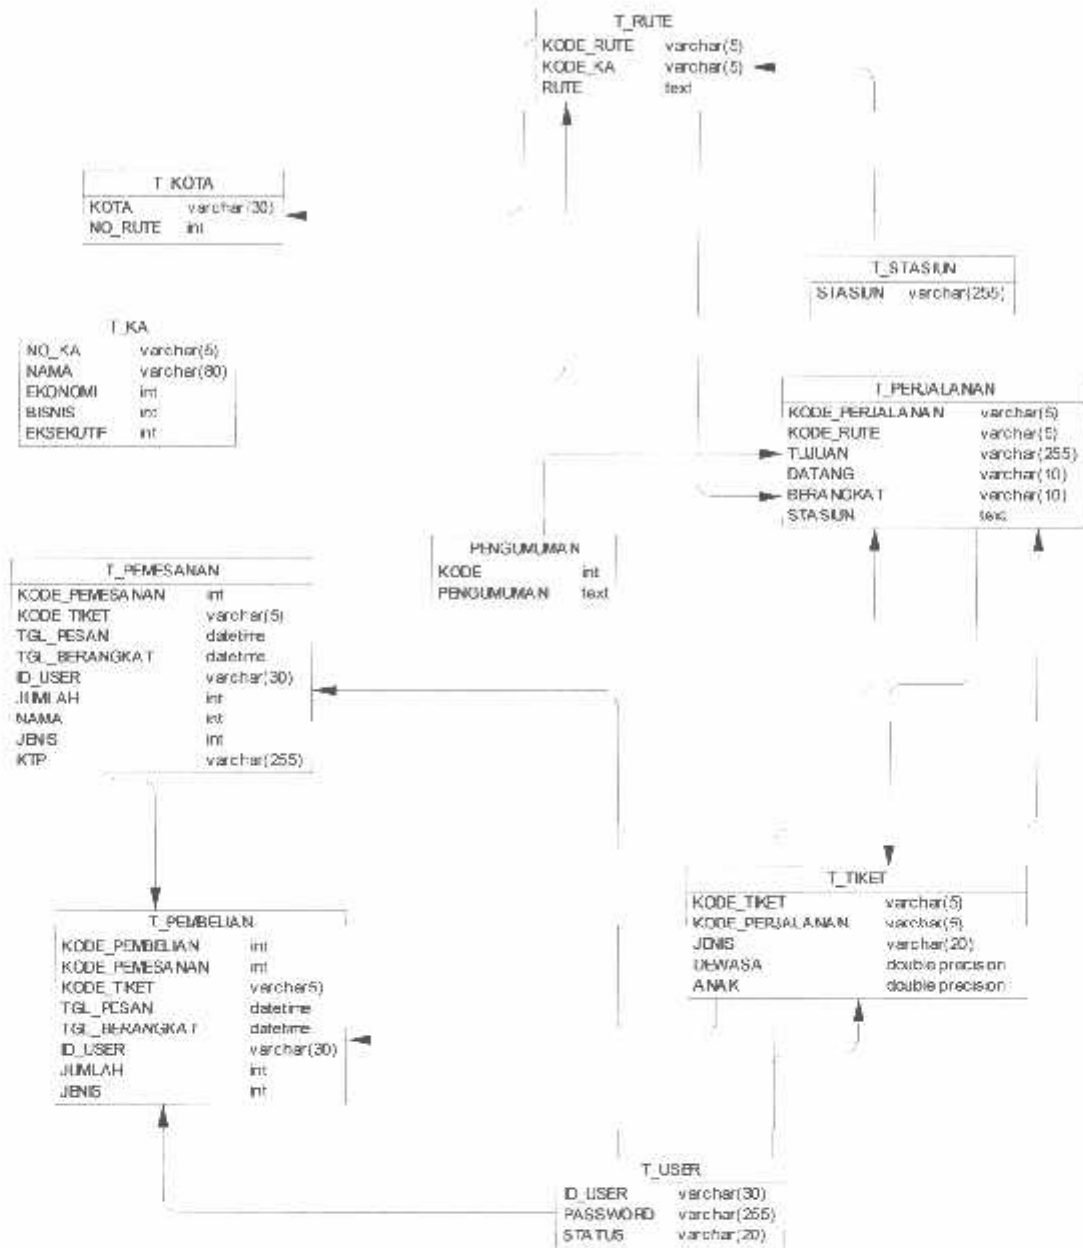 T_RUTE
KODE_RUTE varchar(5)
KODE_KA varchar(5)
RUTE text
T_KOTA
KOTA varchar(30)
NO_RUTE int
T_STASIUN
STASIUN varchar(255)
T_KA
NO_KA varchar(5)
NAMA varchar(80)
EKONOMI int
BISNIS int
EKSEKUTIF int
T_PERJALANAN
KODE_PERJALANAN varchar(5)
KODE_RUTE varchar(5)
TUJUAN varchar(255)
DATANG varchar(10)
BERANGKAT varchar(10)
STASIUN text
PENGUMUMAN
KODE int
PENGUMUMAN text
T_PEMESANAN
KODE_PEMESANAN int
KODE_TIKET varchar(5)
TGL_PESAN datetime
TGL_BERANGKAT datetime
ID_USER varchar(30)
JUMLAH int
NAMA int
JENIS int
KTP varchar(255)
T_TIKET
KODE_TIKET varchar(5)
KODE_PERJALANAN varchar(5)
JENIS varchar(20)
DEWASA double precision
ANAK double precision
T_PEMBELIAN
KODE_PEMBELIAN int
KODE_PEMESANAN int
KODE_TIKET varchar5)
TGL_PESAN datetime
TGL_BERANGKAT datetime
ID_USER varchar(30)
JUMLAH int
JENIS int
T_USER
ID_USER varchar(30)
PASSWORD varchar(255)
STATUS varchar(20)